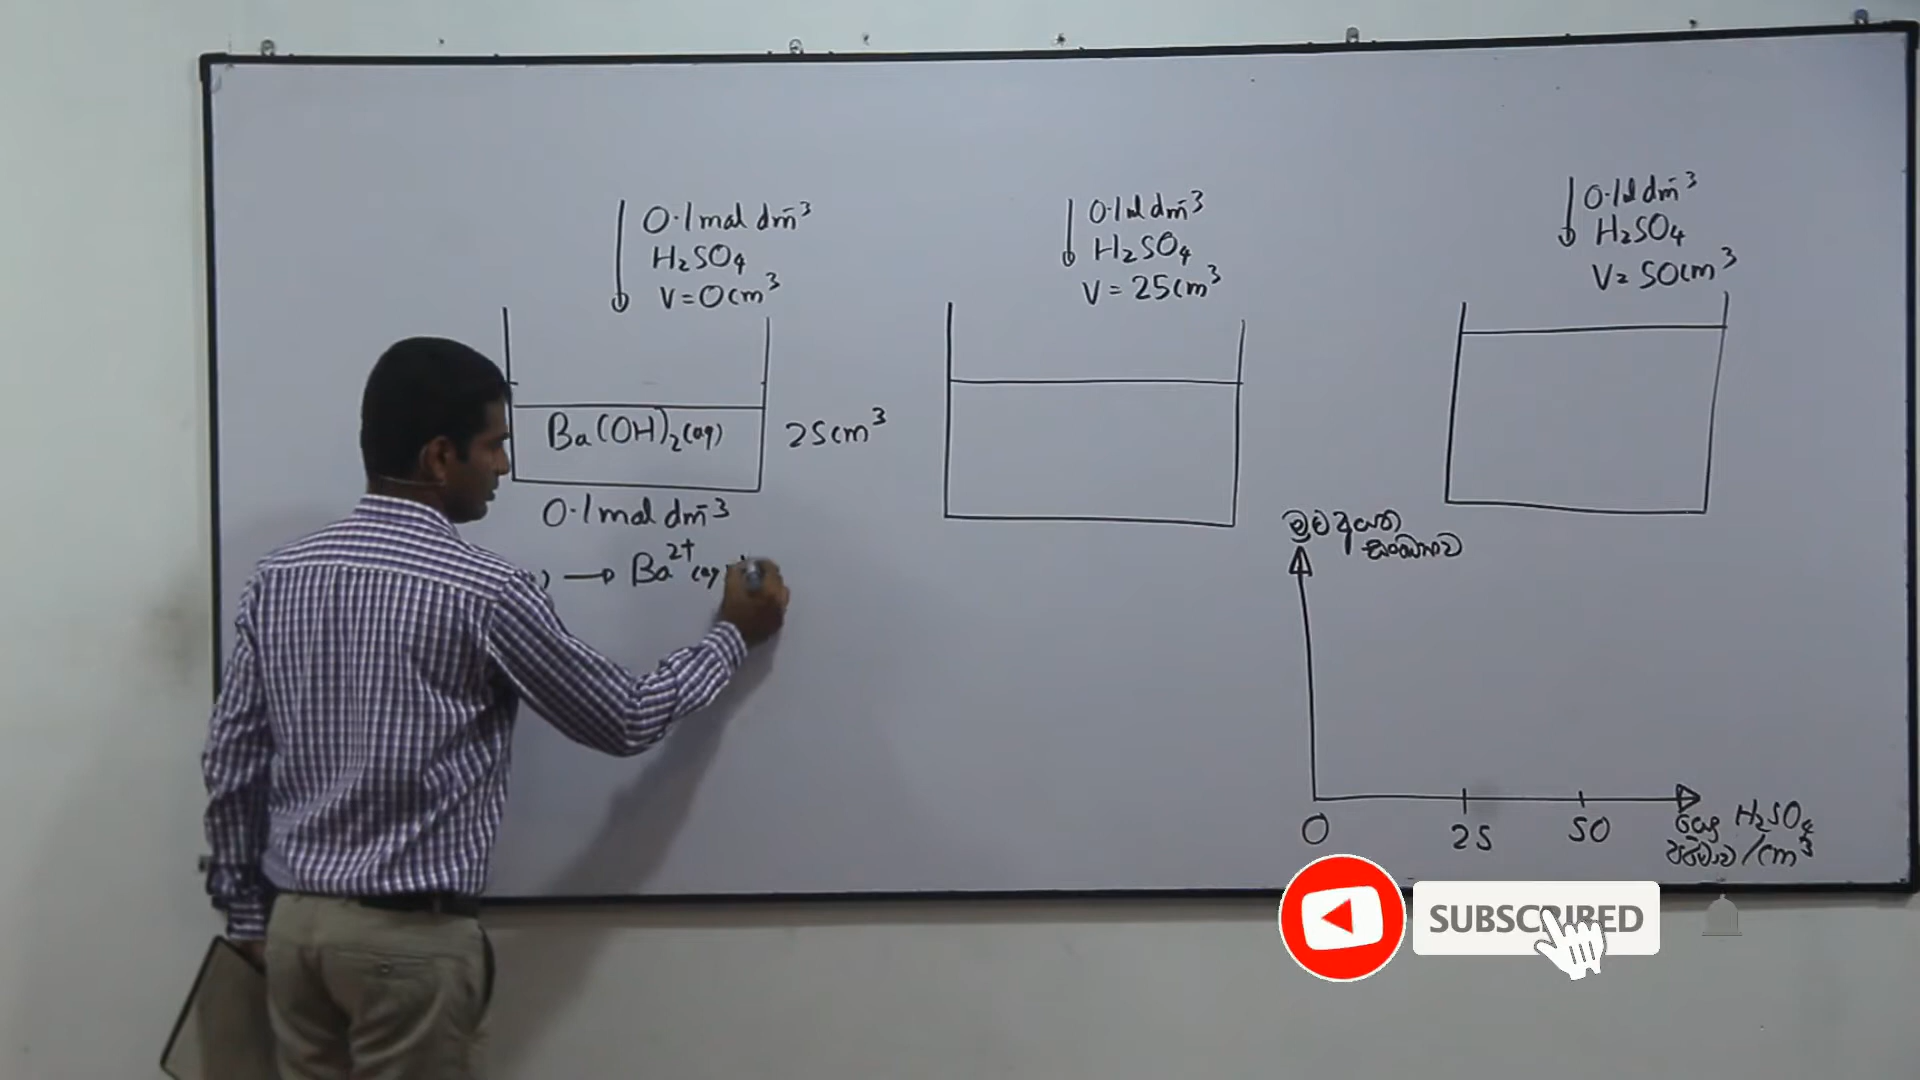 0.1 mol dm⁻³
H₂SO₄
V = 0 cm³
Ba(OH)₂(aq)
25 cm³
0.1 mol dm⁻³
) → Ba²⁺(aq)
0.1 mol dm⁻³
H₂SO₄
V = 25 cm³
0.1 mol dm⁻³
H₂SO₄
V = 50 cm³
0
25
50
H₂SO₄
/cm³
SUBSCRIBED